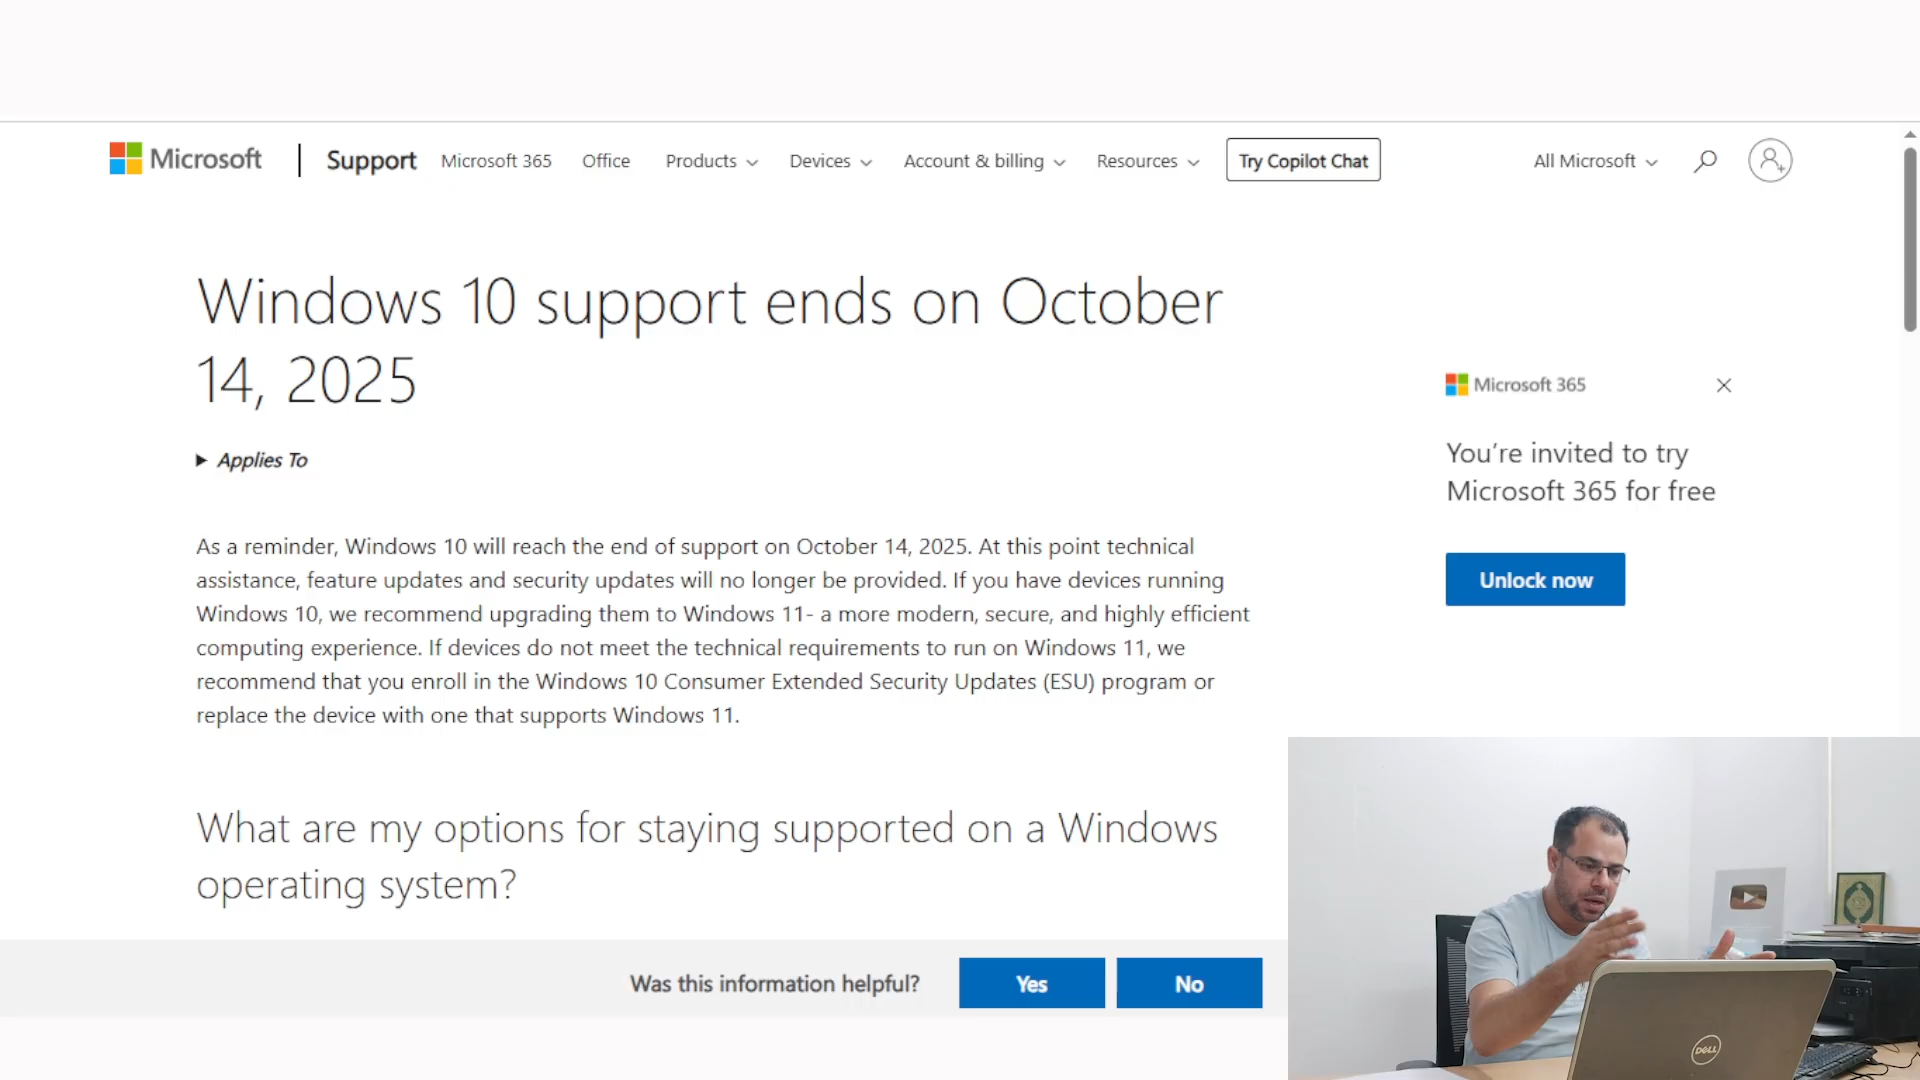 Microsoft
Support
Microsoft 365
Office
Products
Devices
Account & billing
Resources
Try Copilot Chat
All Microsoft
Windows 10 support ends on October
14, 2025
Applies To
As a reminder, Windows 10 will reach the end of support on October 14, 2025. At this point technical
assistance, feature updates and security updates will no longer be provided. If you have devices running
Windows 10, we recommend upgrading them to Windows 11- a more modern, secure, and highly efficient
computing experience. If devices do not meet the technical requirements to run on Windows 11, we
recommend that you enroll in the Windows 10 Consumer Extended Security Updates (ESU) program or
replace the device with one that supports Windows 11.
What are my options for staying supported on a Windows
operating system?
Microsoft 365
You're invited to try
Microsoft 365 for free
Unlock now
Was this information helpful?
Yes
No
DELL